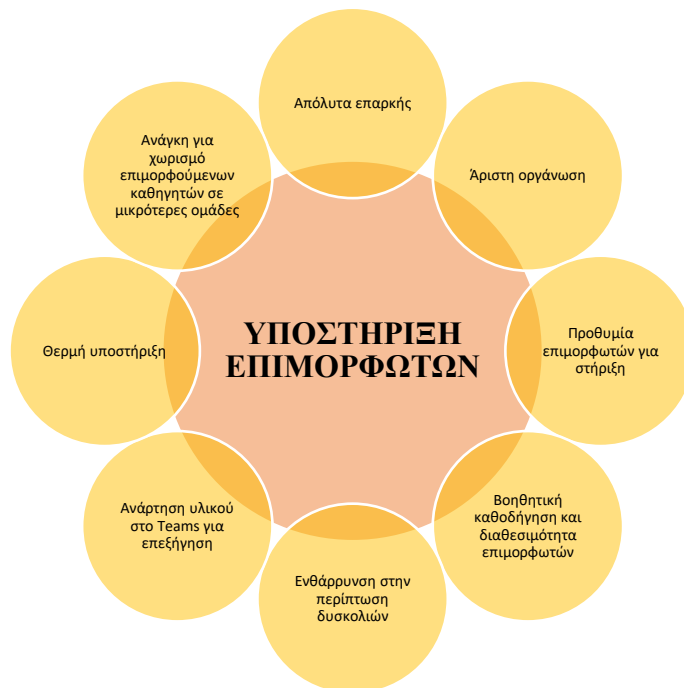 Απόλυτα επαρκής
Άριστη οργάνωση
Προθυμία
επιμορφωτών για
στήριξη
Βοηθητική
καθοδήγηση και
διαθεσιμότητα
επιμορφωτών
Ενθάρρυνση στην
περίπτωση
δυσκολιών
Ανάρτηση υλικού
στο Teams για
επεξήγηση
Θερμή υποστήριξη
Ανάγκη για
χωρισμό
επιμορφούμενων
καθηγητών σε
μικρότερες ομάδες
ΥΠΟΣΤΗΡΙΞΗ
ΕΠΙΜΟΡΦΩΤΩΝ